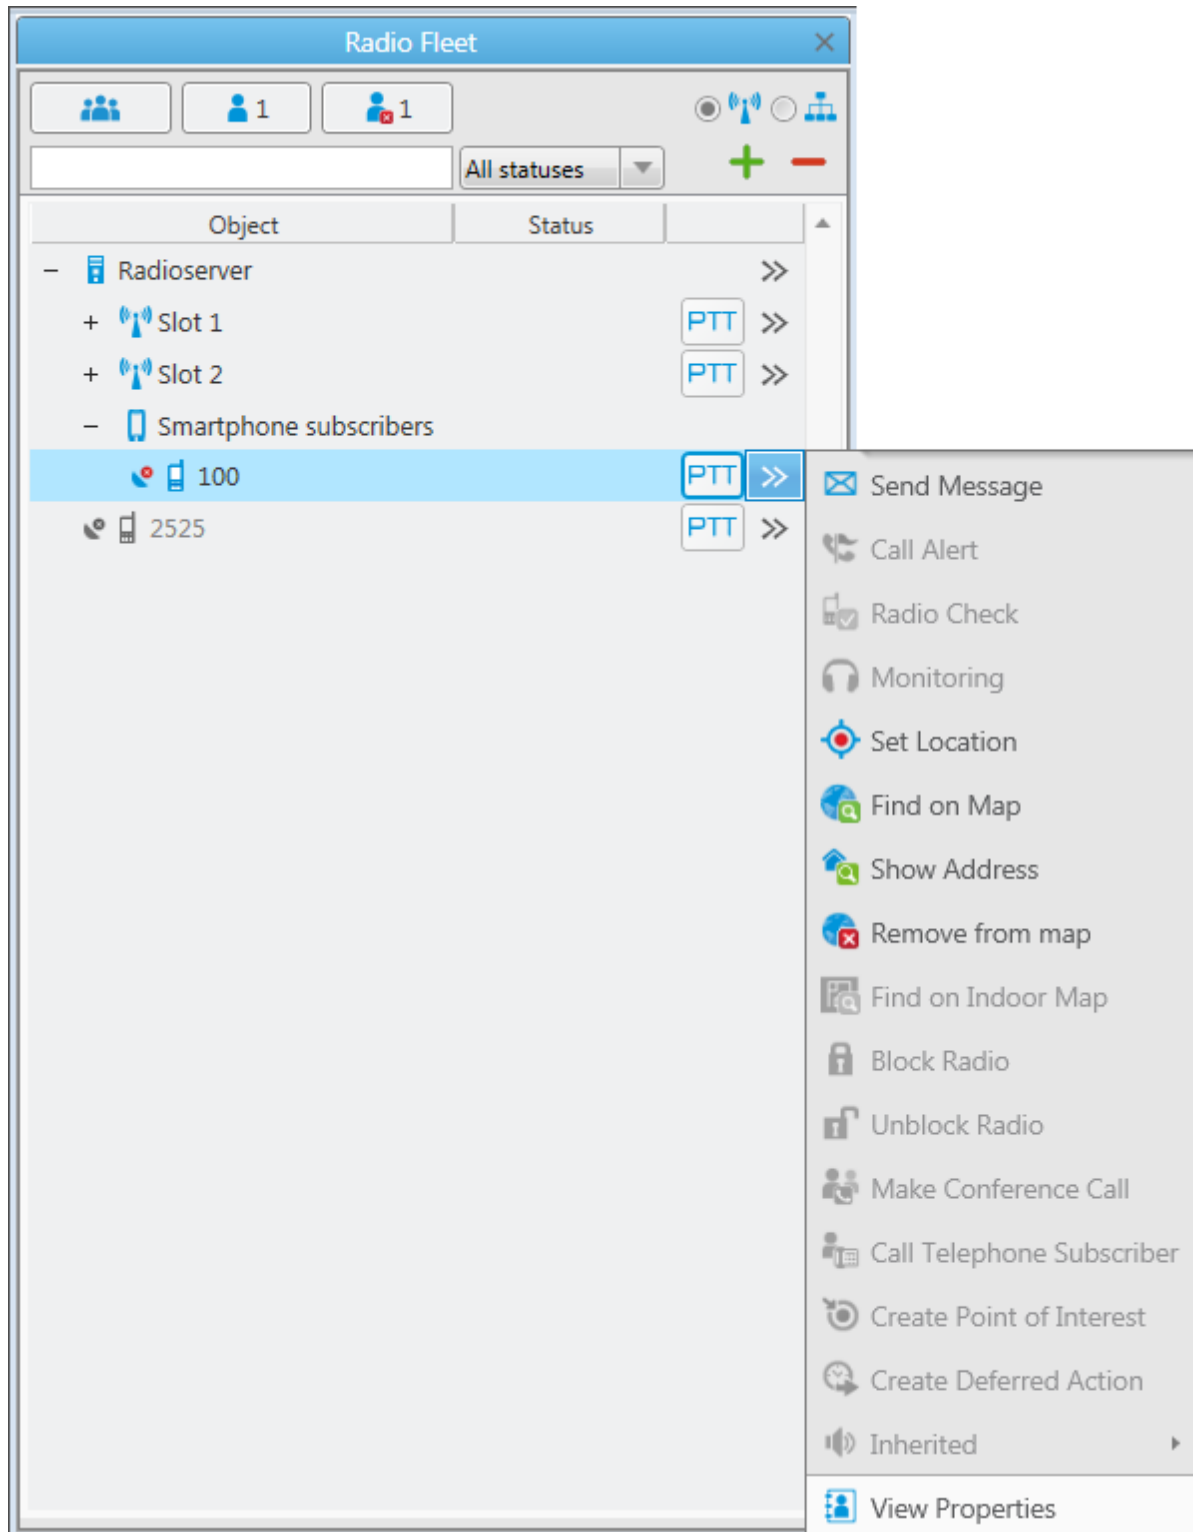 Radio Fleet
1
1
All statuses
Object Status
Radioserver
Slot 1 PTT
Slot 2 PTT
Smartphone subscribers
100 PTT
2525 PTT
Send Message
Call Alert
Radio Check
Monitoring
Set Location
Find on Map
Show Address
Remove from map
Find on Indoor Map
Block Radio
Unblock Radio
Make Conference Call
Call Telephone Subscriber
Create Point of Interest
Create Deferred Action
Inherited
View Properties